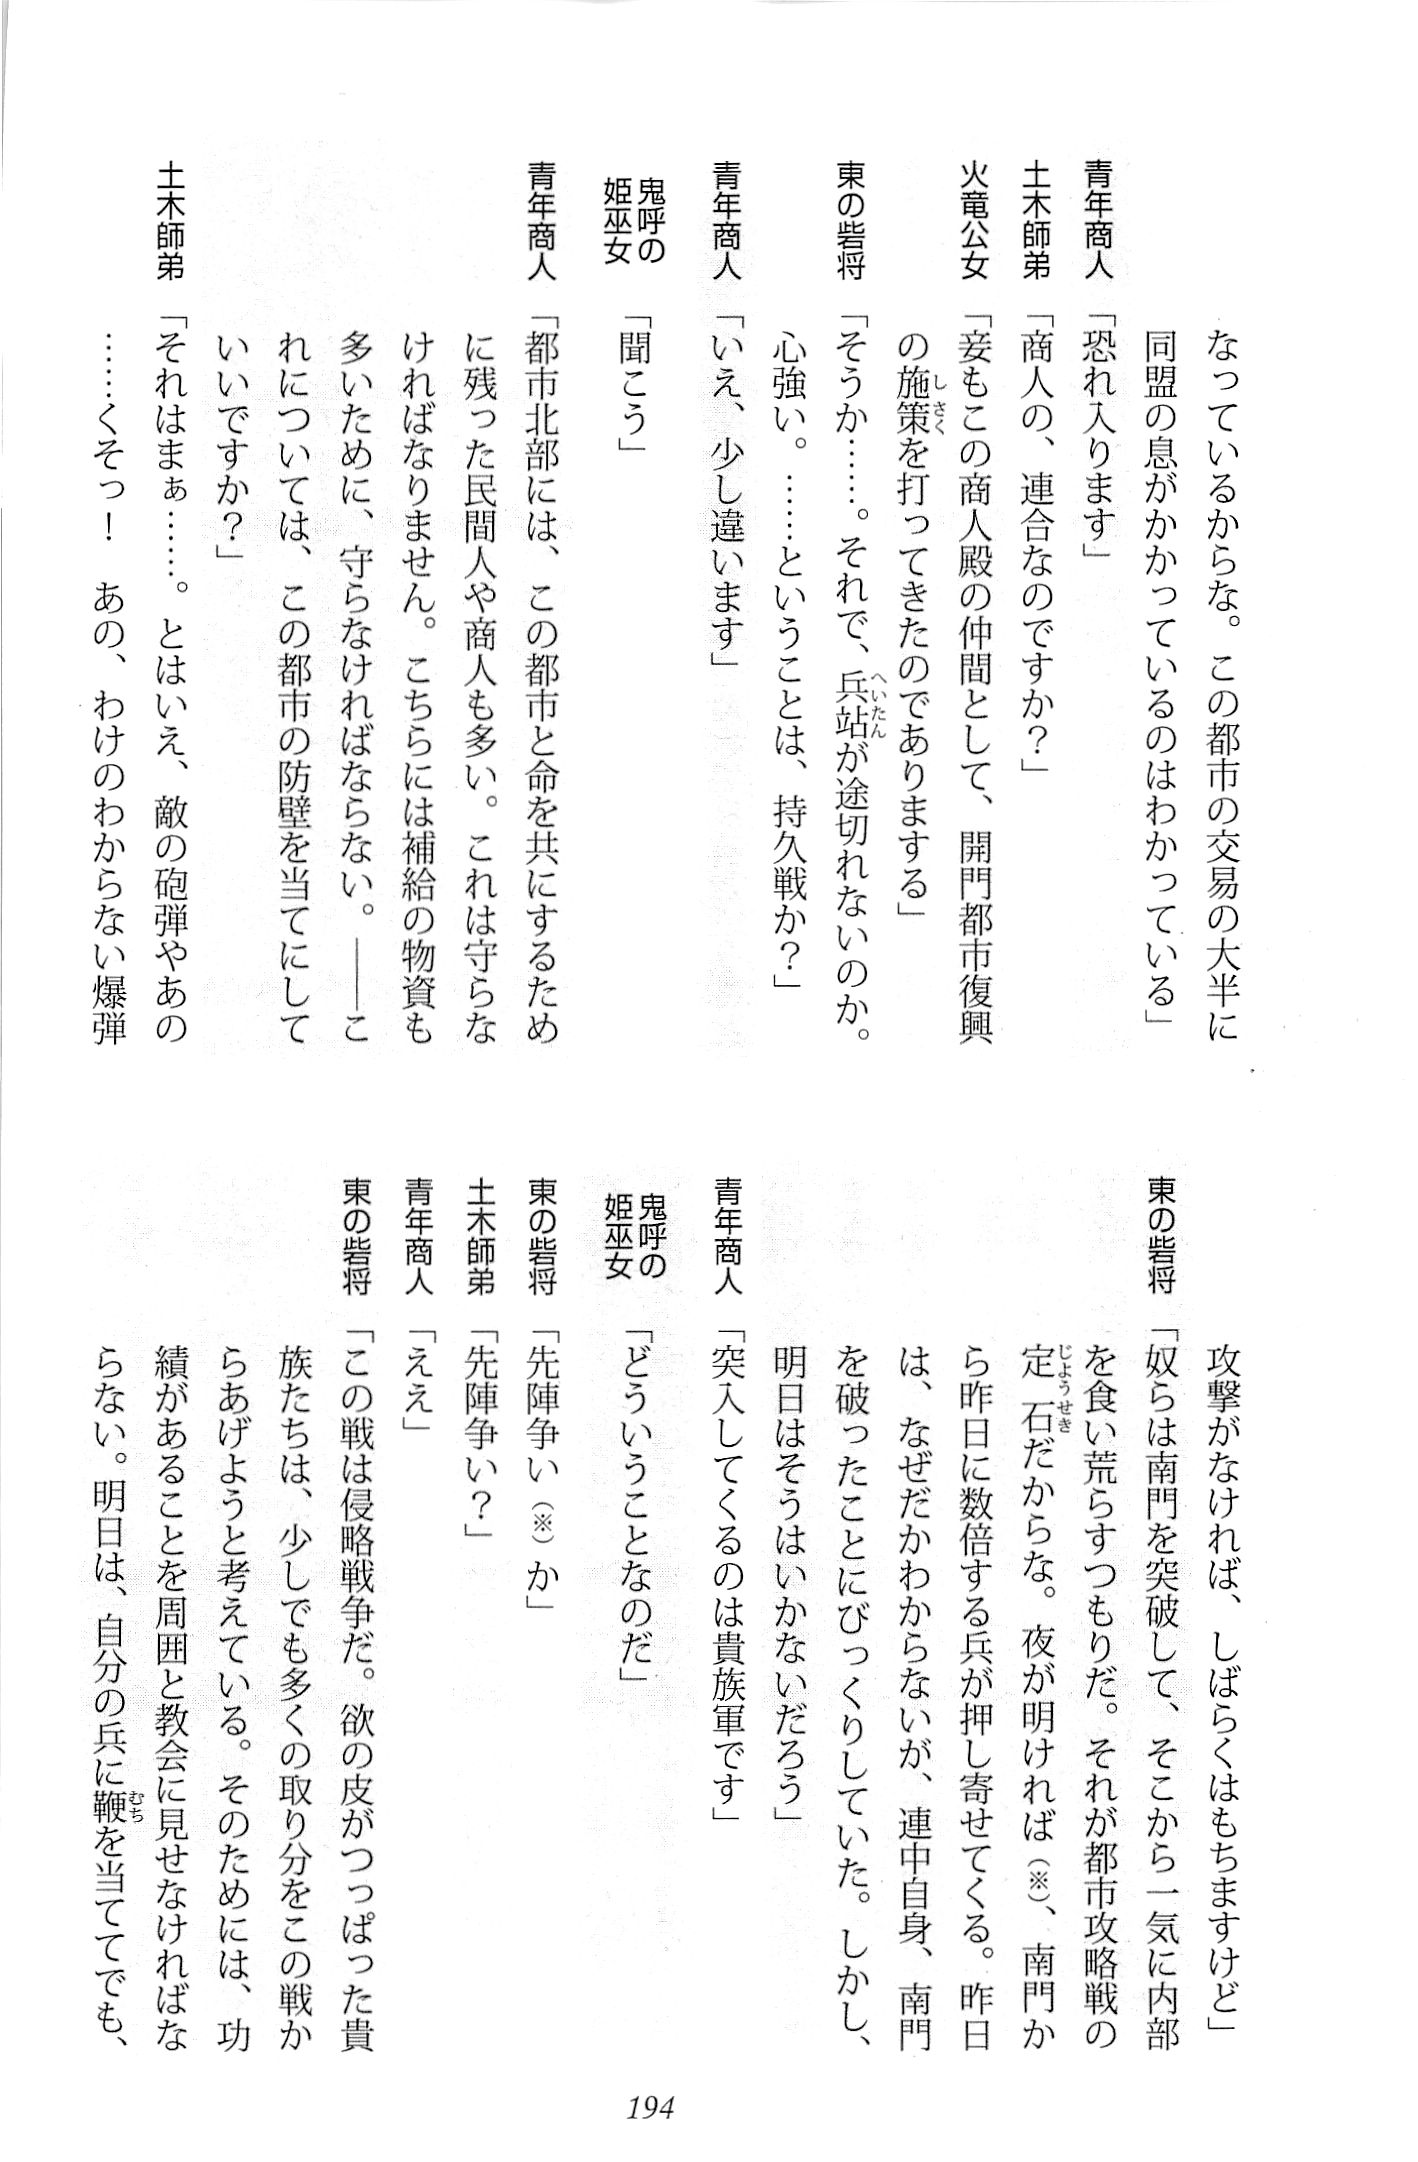 なっているからな。この都市の交易の大半に
同盟の息がかかっているのはわかっている」
青年商人「恐れ入ります」
土木師弟「商人の、連合なのですか？」
火竜公女「妾もこの商人殿の仲間として、開門都市復興
の施策を打ってきたのでありまする」
東の砦将「そうか……。それで、兵站が途切れないのか。
心強い。……ということは、持久戦か？」
青年商人「いえ、少し違います」
鬼呼の姫巫女「聞こう」
青年商人「都市北部には、この都市と命を共にするため
に残った民間人や商人も多い。これは守らな
ければなりません。こちらには補給の物資も
多いために、守らなければならない。――こ
れについては、この都市の防壁を当てにして
いいですか？」
土木師弟「それはまぁ……。とはいえ、敵の砲弾やあの
……くそっ！　あの、わけのわからない爆弾
攻撃がなければ、しばらくはもちますけど」
東の砦将「奴らは南門を突破して、そこから一気に内部
を食い荒らすつもりだ。それが都市攻略戦の
定石だからな。夜が明ければ（※）、南門か
ら昨日に数倍する兵が押し寄せてくる。昨日
は、なぜだかわからないが、連中自身、南門
を破ったことにびっくりしていた。しかし、
明日はそうはいかないだろう」
青年商人「突入してくるのは貴族軍です」
鬼呼の姫巫女「どういうことなのだ」
東の砦将「先陣争い（※）か」
土木師弟「先陣争い？」
青年商人「ええ」
東の砦将「この戦は侵略戦争だ。欲の皮がつっぱった貴
族たちは、少しでも多くの取り分をこの戦か
らあげようと考えている。そのためには、功
績があることを周囲と教会に見せなければな
らない。明日は、自分の兵に鞭を当ててでも、
194